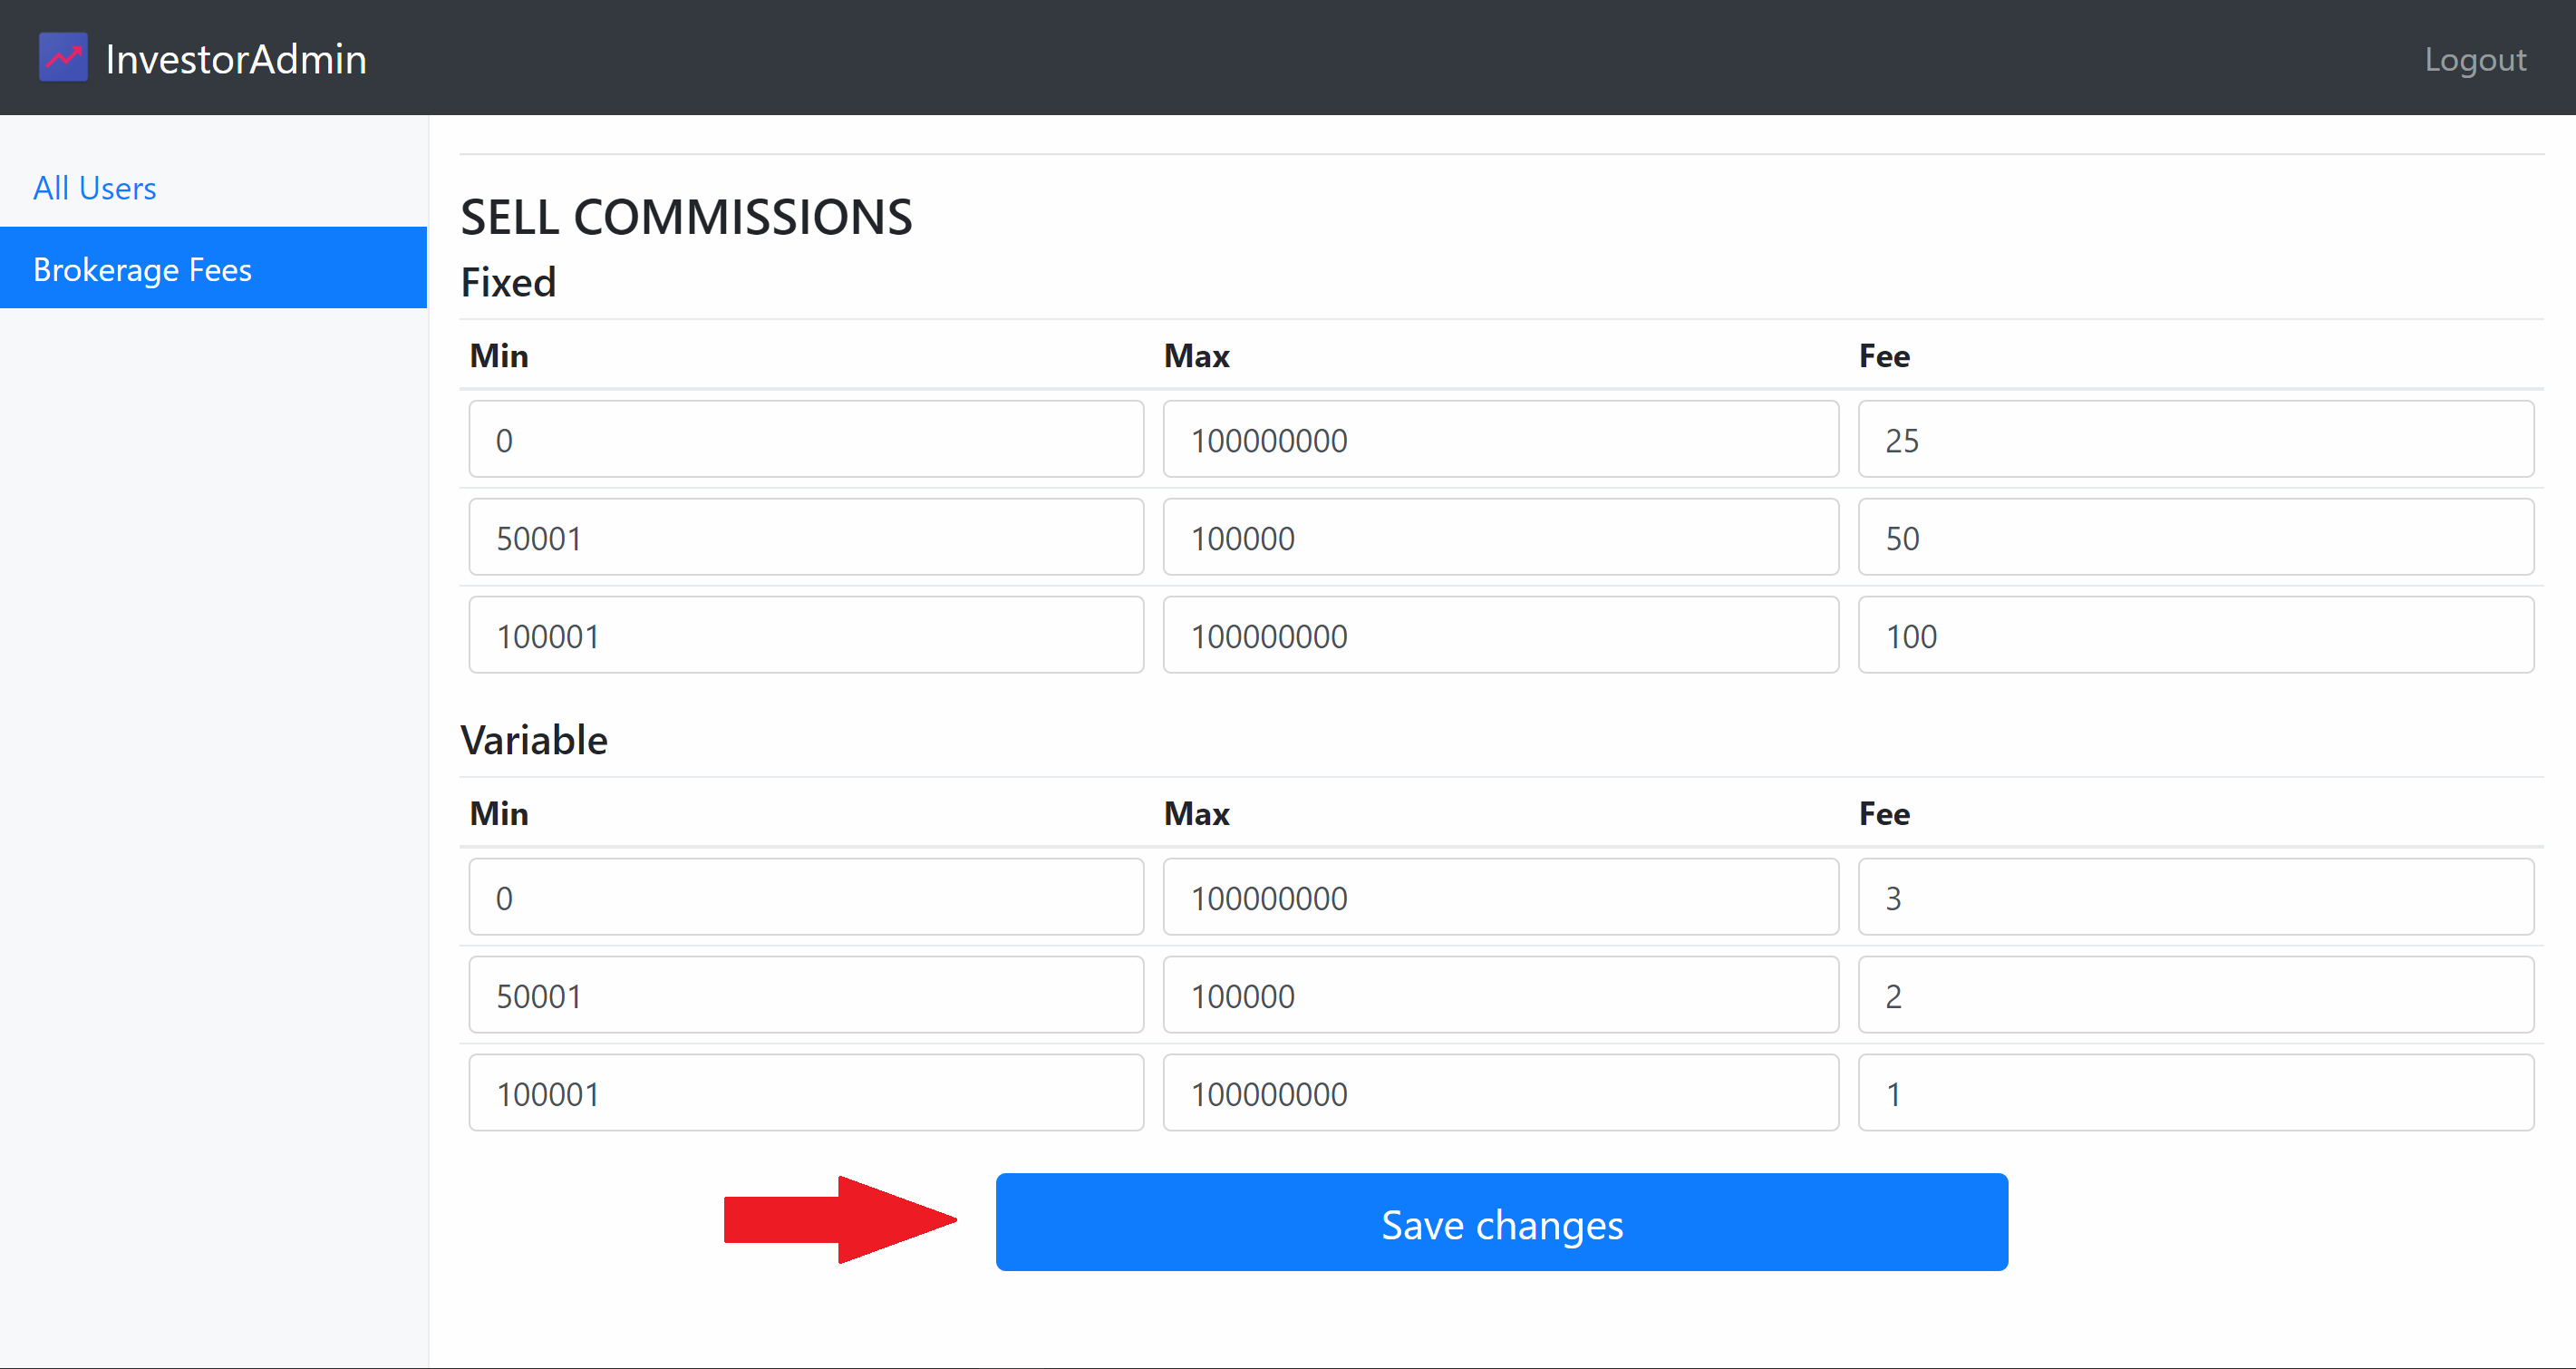 InvestorAdmin
Logout
All Users
Brokerage Fees
SELL COMMISSIONS
Fixed
Min Max Fee
0 100000000 25
50001 100000 50
100001 100000000 100
Variable
Min Max Fee
0 100000000 3
50001 100000 2
100001 100000000 1
Save changes